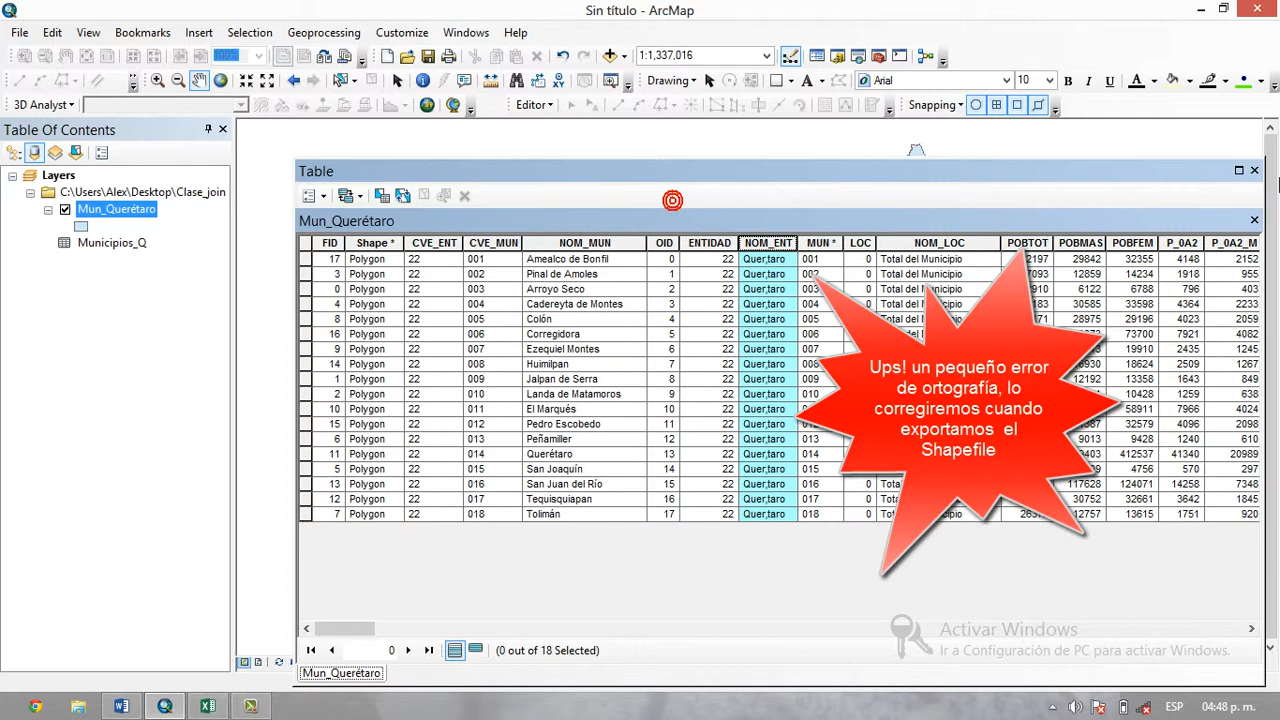 Sin título - ArcMap
File Edit View Bookmarks Insert Selection Geoprocessing Customize Windows Help
100% 1:1,337,016
Drawing Arial 10 B I U A
3D Analyst Editor Snapping
Table Of Contents
Layers
C:\Users\Alex\Desktop\Clase_join
Mun_Querétaro
Municipios_Q
Table
Mun_Querétaro
FID Shape * CVE_ENT CVE_MUN NOM_MUN OID ENTIDAD NOM_ENT MUN * LOC NOM_LOC POBTOT POBMAS POBFEM P_0A2 P_0A2_M
17 Polygon 22 001 Amealco de Bonfil 0 22 Quer,taro 001 0 Total del Municipio 2197 29842 32355 4148 2152
3 Polygon 22 002 Pinal de Amoles 1 22 Quer,taro 002 0 Total del Municipio 7093 12859 14234 1918 955
0 Polygon 22 003 Arroyo Seco 2 22 Quer,taro 003 0 Total del Municipio 910 6122 6788 796 403
4 Polygon 22 004 Cadereyta de Montes 3 22 Quer,taro 004 0 183 30585 33598 4364 2233
8 Polygon 22 005 Colón 4 22 Quer,taro 005 0 28975 29196 4023 2059
16 Polygon 22 006 Corregidora 5 22 Quer,taro 006 0 73700 7921 4082
9 Polygon 22 007 Ezequiel Montes 6 22 Quer,taro 007 0 19910 2435 1245
14 Polygon 22 008 Huimilpan 7 22 Quer,taro 008 18624 2509 1267
1 Polygon 22 009 Jalpan de Serra 8 22 Quer,taro 009 12192 13358 1643 849
2 Polygon 22 010 Landa de Matamoros 9 22 Quer,taro 010 1259 638
10 Polygon 22 011 El Marqués 10 22 Quer,taro 58911 7966 4024
15 Polygon 22 012 Pedro Escobedo 11 22 Quer,taro 32579 4096 2084
6 Polygon 22 013 Peñamiller 12 22 Quer,taro 013 9013 9428 1240 610
11 Polygon 22 014 Querétaro 13 22 Quer,taro 014 412537 41340 20989
5 Polygon 22 015 San Joaquín 14 22 Quer,taro 015 4756 570 297
13 Polygon 22 016 San Juan del Río 15 22 Quer,taro 016 0 117628 124078 14258 7348
12 Polygon 22 017 Tequisquiapan 16 22 Quer,taro 017 0 30752 32661 3642 1845
7 Polygon 22 018 Tolimán 17 22 Quer,taro 018 0 12757 13615 1751 920
Ups! un pequeño error
de ortografía, lo
corregiremos cuando
exportamos el
Shapefile
Activar Windows
Ir a Configuración de PC para activar Windows.
0 (0 out of 18 Selected)
Mun_Querétaro
ESP 04:48 p. m.